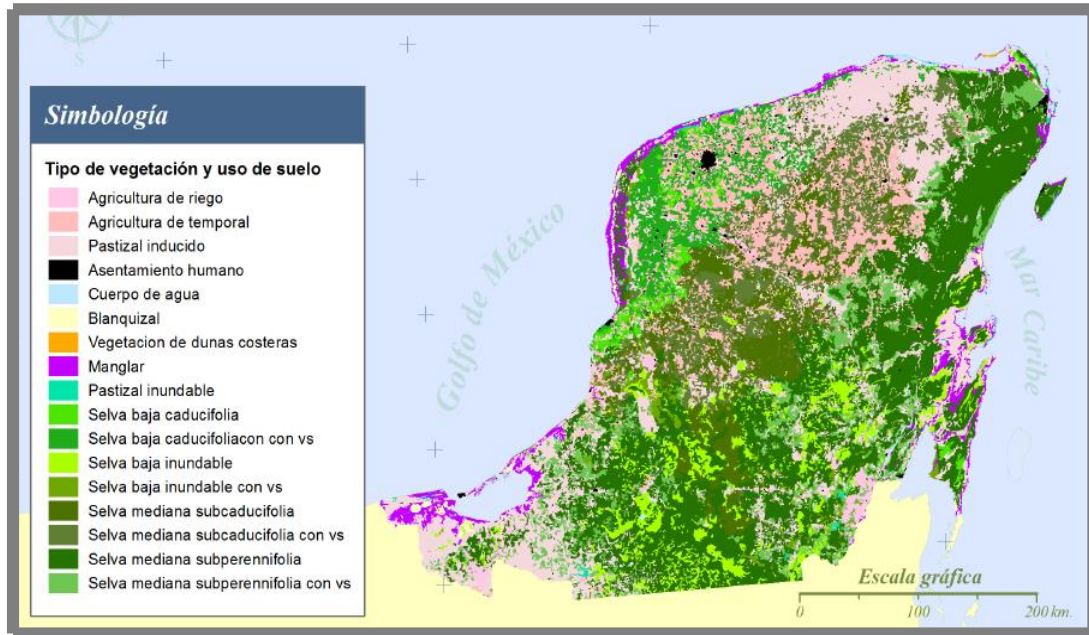 S
Simbología
Tipo de vegetación y uso de suelo
Agricultura de riego
Agricultura de temporal
Pastizal inducido
Asentamiento humano
Cuerpo de agua
Blanquizal
Vegetacion de dunas costeras
Manglar
Pastizal inundable
Selva baja caducifolia
Selva baja caducifoliacon con vs
Selva baja inundable
Selva baja inundable con vs
Selva mediana subcaducifolia
Selva mediana subcaducifolia con vs
Selva mediana subperennifolia
Selva mediana subperennifolia con vs
Golfo de México
Mar Caribe
Escala gráfica
0 100 200 km.